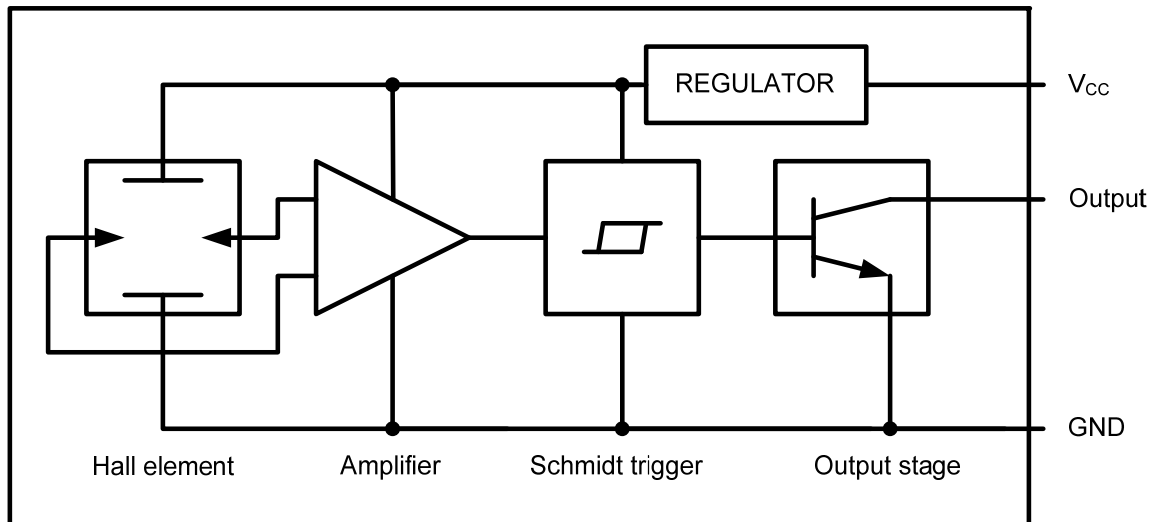 REGULATOR
VCC
Output
GND
Hall element
Amplifier
Schmidt trigger
Output stage